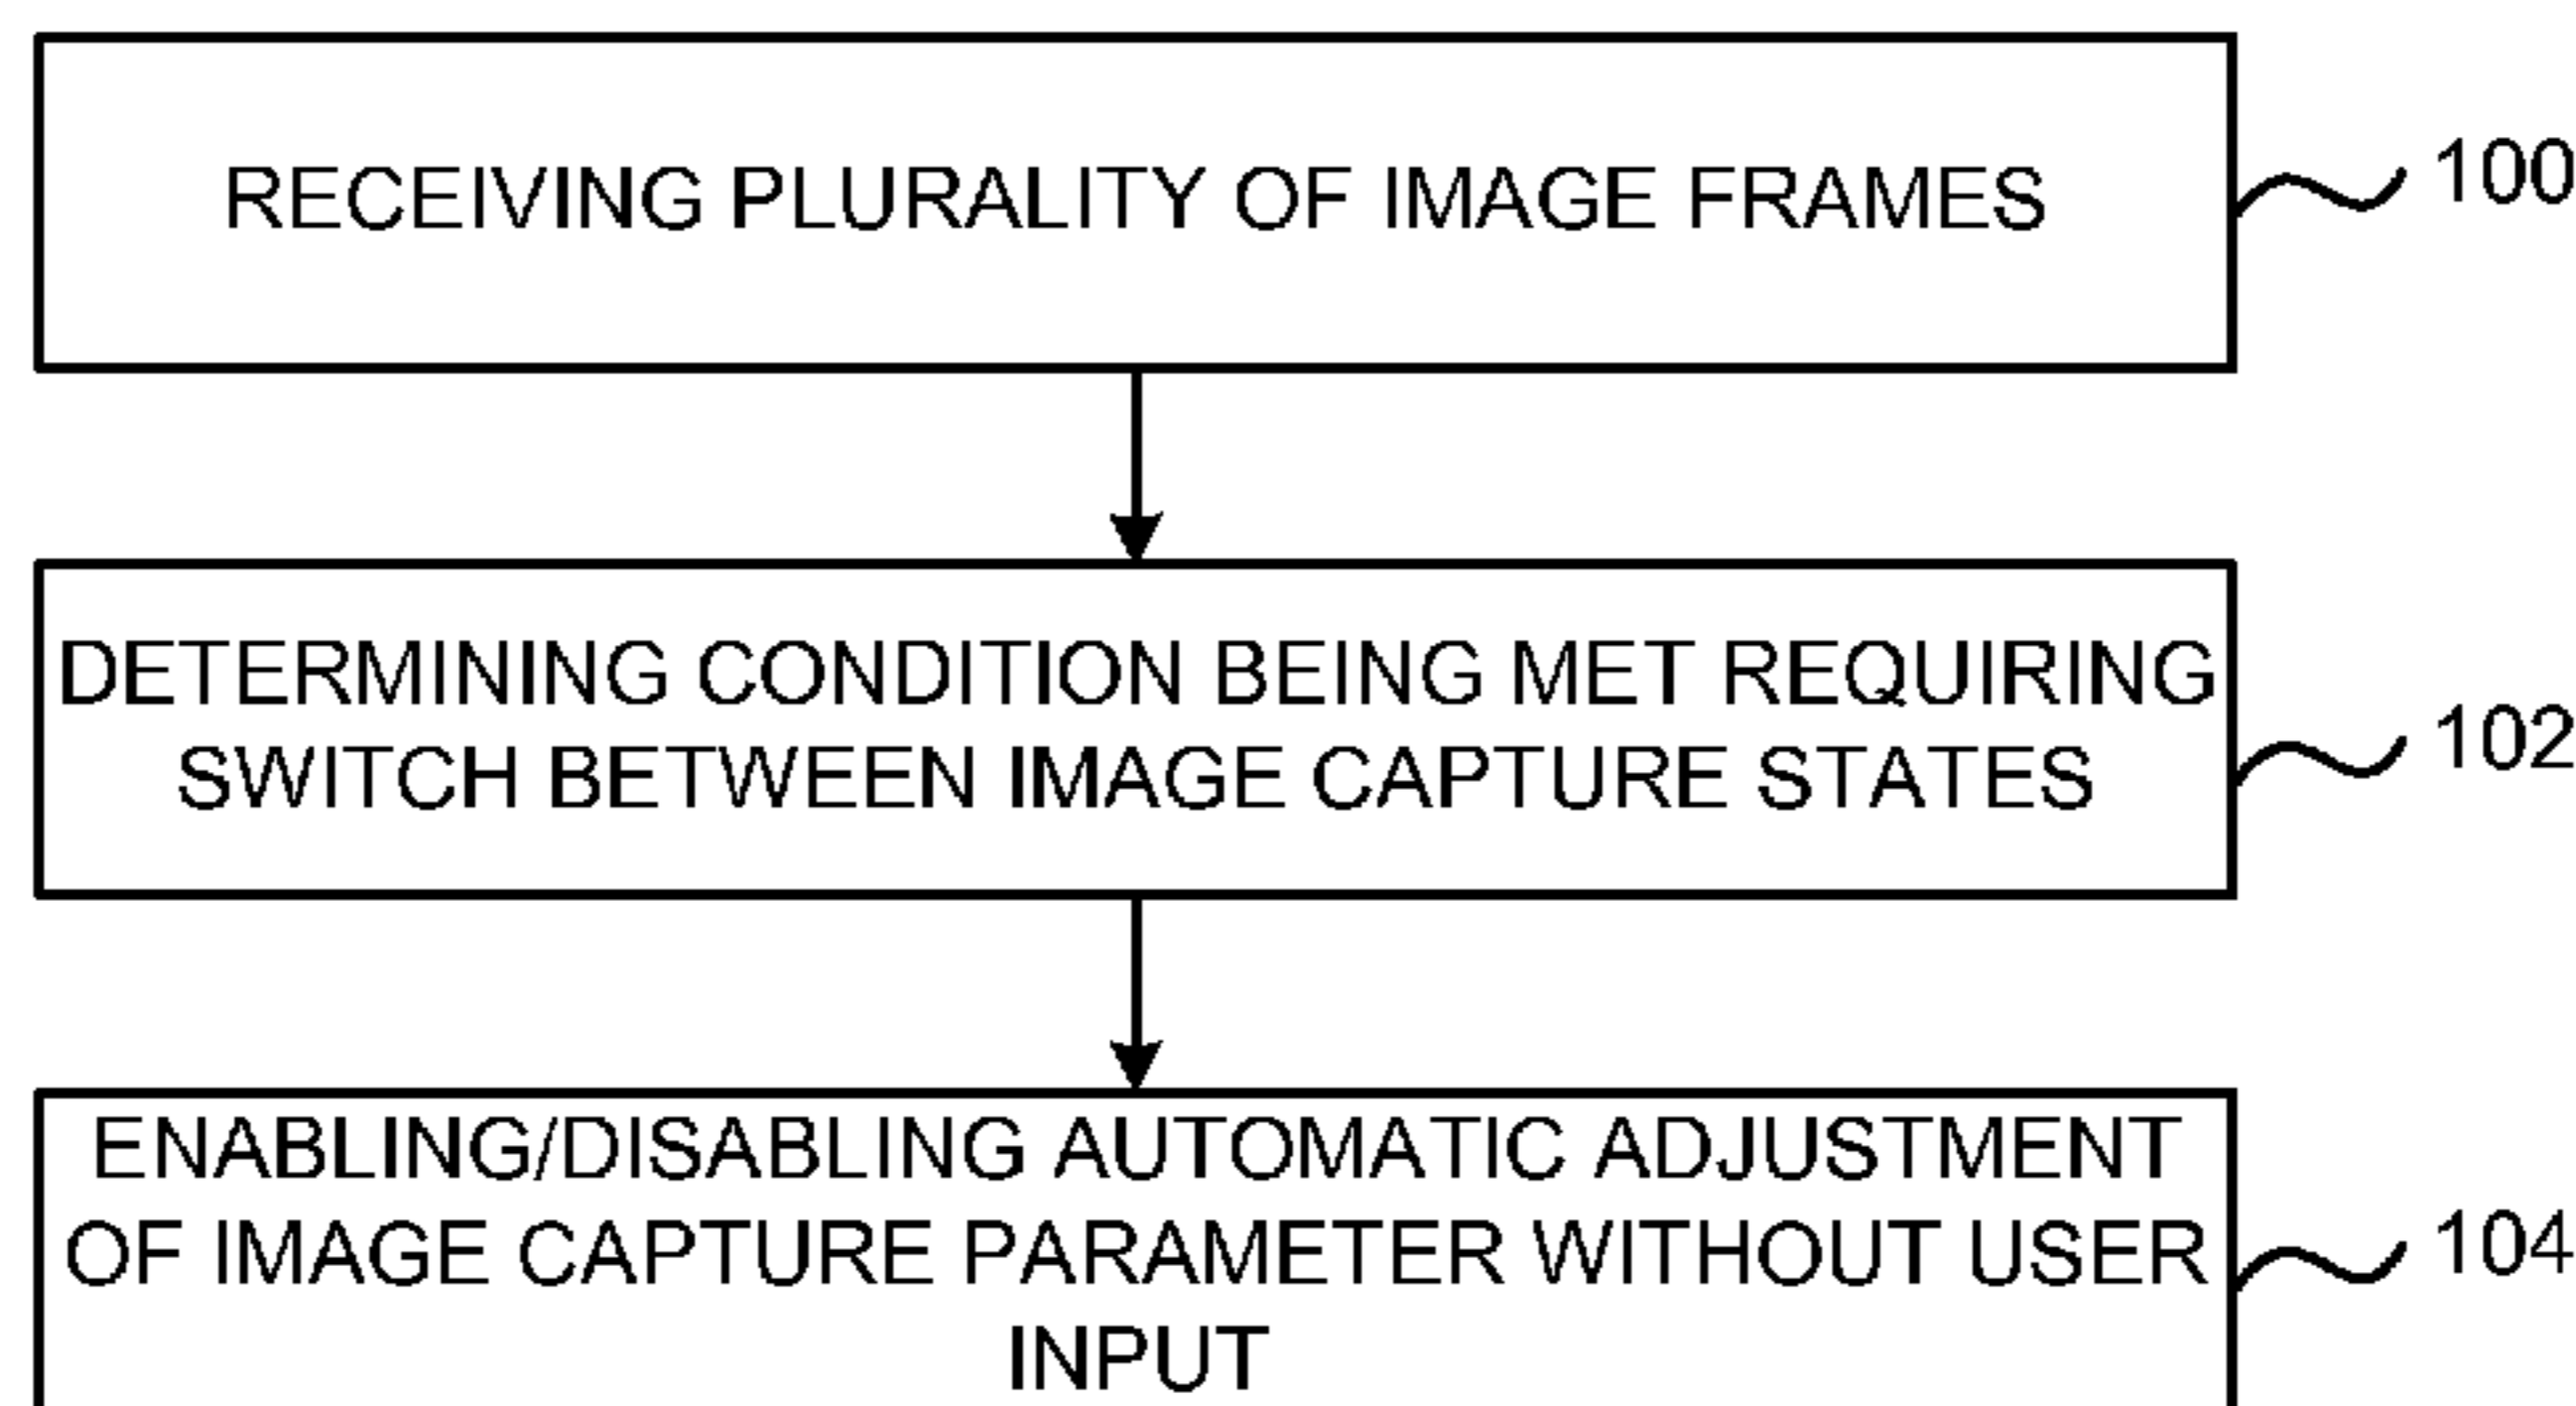 RECEIVING PLURALITY OF IMAGE FRAMES
100
DETERMINING CONDITION BEING MET REQUIRING
SWITCH BETWEEN IMAGE CAPTURE STATES
102
ENABLING/DISABLING AUTOMATIC ADJUSTMENT
OF IMAGE CAPTURE PARAMETER WITHOUT USER
INPUT
104